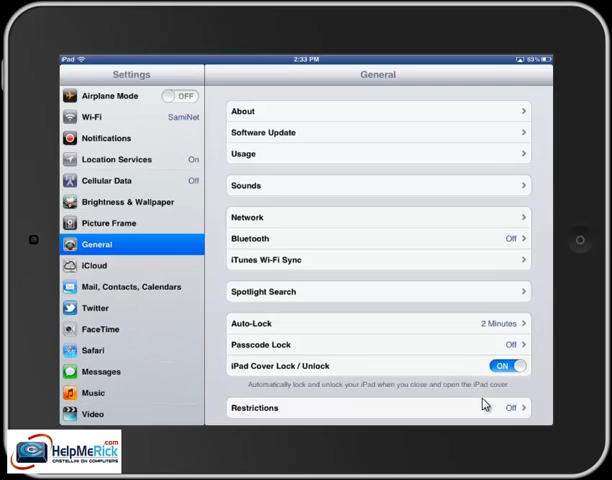 iPad
2:33 PM
53%
Settings
General
Airplane Mode OFF
Wi-Fi SamiNet
Notifications
Location Services On
Cellular Data Off
Brightness & Wallpaper
Picture Frame
General
iCloud
Mail, Contacts, Calendars
Twitter
FaceTime
Safari
Messages
Music
Video
About
Software Update
Usage
Sounds
Network
Bluetooth Off
iTunes Wi-Fi Sync
Spotlight Search
Auto-Lock 2 Minutes
Passcode Lock Off
iPad Cover Lock / Unlock ON
Automatically lock and unlock your iPad when you close and open the iPad cover.
Restrictions Off
HelpMeRick.com
CASTELLINI ON COMPUTERS